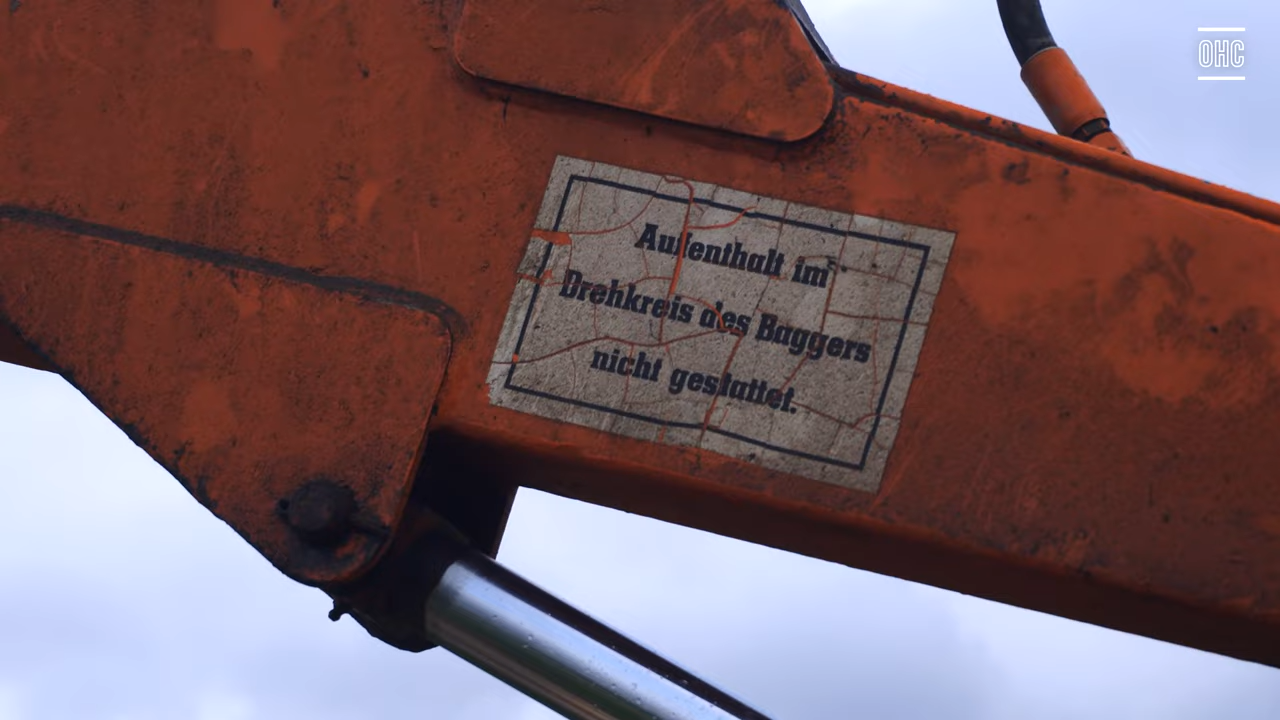 OHC
Aufenthalt im
Drehkreis des Baggers
nicht gestattet.